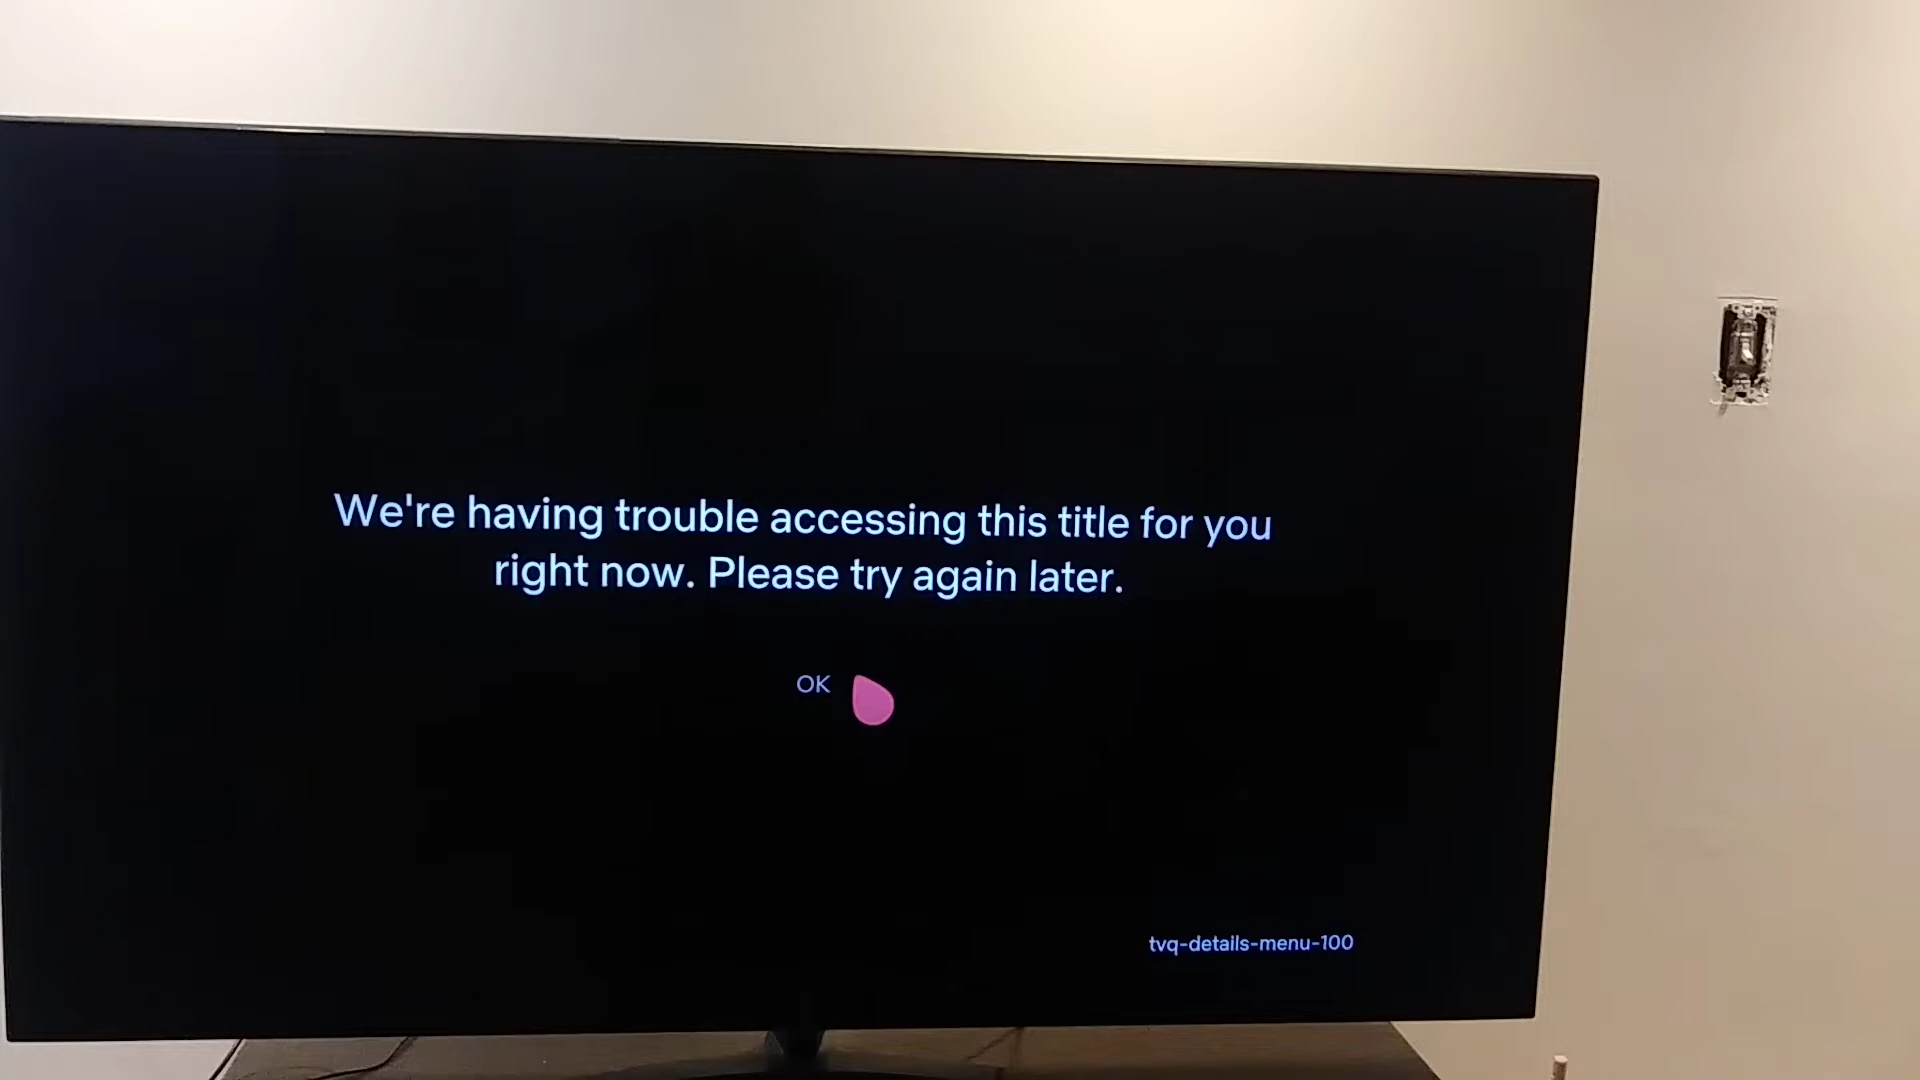 We're having trouble accessing this title for you
right now. Please try again later.
OK
tvq-details-menu-100